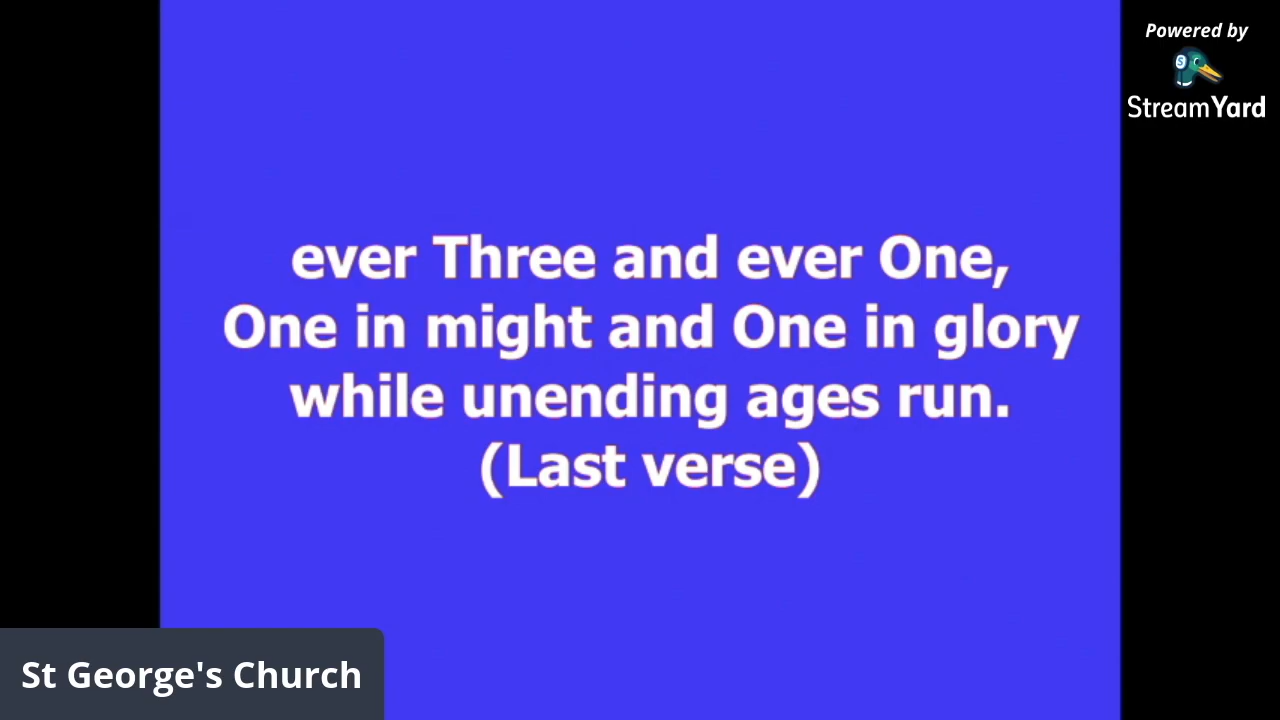 Powered by
StreamYard
ever Three and ever One,
One in might and One in glory
while unending ages run.
(Last verse)
St George's Church